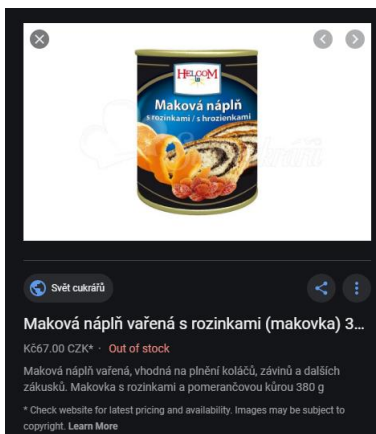 HELCOM
Maková náplň
s rozinkami / s hrozienkami
Svět cukrářů
Maková náplň vařená s rozinkami (makovka) 3...
Kč67.00 CZK* · Out of stock
Maková náplň vařená, vhodná na plnění koláčů, závinů a dalších
zákusků. Makovka s rozinkami a pomerančovou kůrou 380 g
* Check website for latest pricing and availability. Images may be subject to
copyright. Learn More